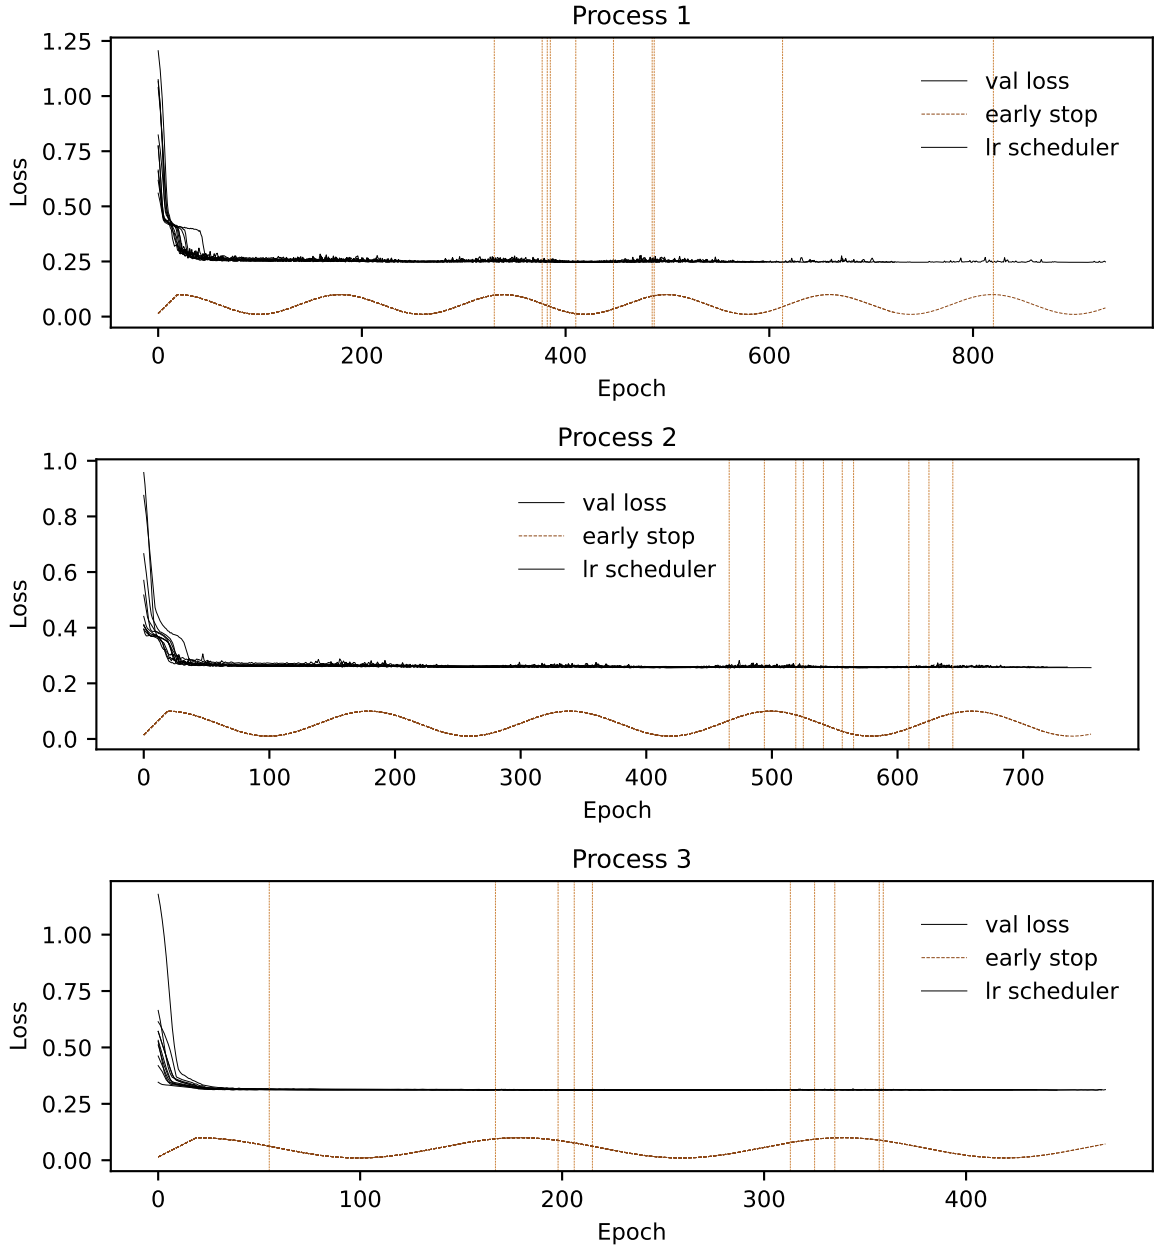 Process 1
1.25
1.00
0.75
0.50
0.25
0.00
Loss
val loss
early stop
lr scheduler
0 200 400 600 800
Epoch
Process 2
1.0
0.8
0.6
0.4
0.2
0.0
Loss
val loss
early stop
lr scheduler
0 100 200 300 400 500 600 700
Epoch
Process 3
1.00
0.75
0.50
0.25
0.00
Loss
val loss
early stop
lr scheduler
0 100 200 300 400
Epoch